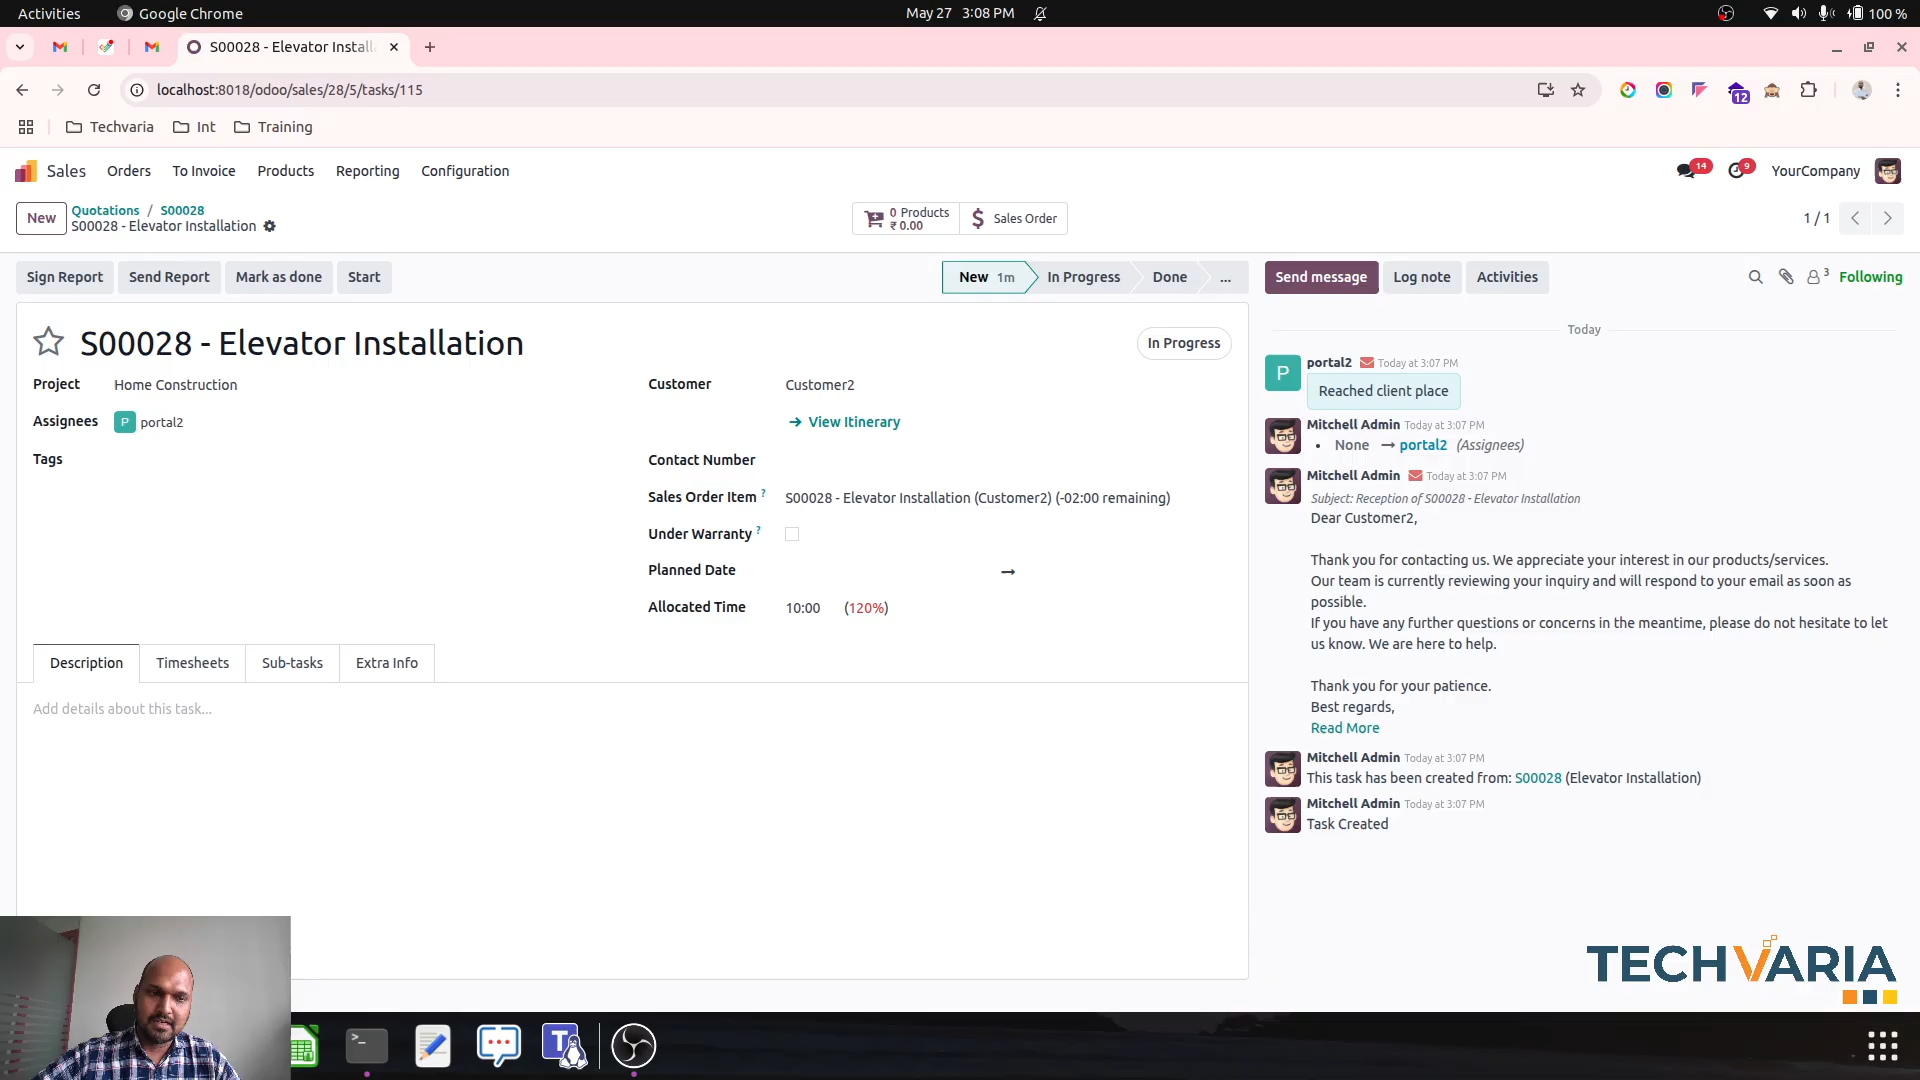 Activities
Google Chrome
May 27 3:08 PM
100 %
S00028 - Elevator Install
localhost:8018/odoo/sales/28/5/tasks/115
12
Techvaria
Int
Training
Sales
Orders
To Invoice
Products
Reporting
Configuration
14
9
YourCompany
New
Quotations / S00028
S00028 - Elevator Installation
0 Products
₹ 0.00
Sales Order
1 / 1
Sign Report
Send Report
Mark as done
Start
New 1m
In Progress
Done
...
Send message
Log note
Activities
3
Following
S00028 - Elevator Installation
In Progress
Project
Home Construction
Customer
Customer2
Assignees
P
portal2
→ View Itinerary
Tags
Contact Number
Sales Order Item ?
S00028 - Elevator Installation (Customer2) (-02:00 remaining)
Under Warranty ?
Planned Date
→
Allocated Time
10:00 (120%)
Description
Timesheets
Sub-tasks
Extra Info
Add details about this task...
Today
P
portal2 Today at 3:07 PM
Reached client place
Mitchell Admin Today at 3:07 PM
• None → portal2 (Assignees)
Mitchell Admin Today at 3:07 PM
Subject: Reception of S00028 - Elevator Installation
Dear Customer2,
Thank you for contacting us. We appreciate your interest in our products/services.
Our team is currently reviewing your inquiry and will respond to your email as soon as
possible.
If you have any further questions or concerns in the meantime, please do not hesitate to let
us know. We are here to help.
Thank you for your patience.
Best regards,
Read More
Mitchell Admin Today at 3:07 PM
This task has been created from: S00028 (Elevator Installation)
Mitchell Admin Today at 3:07 PM
Task Created
TECHVARIA
>_
T